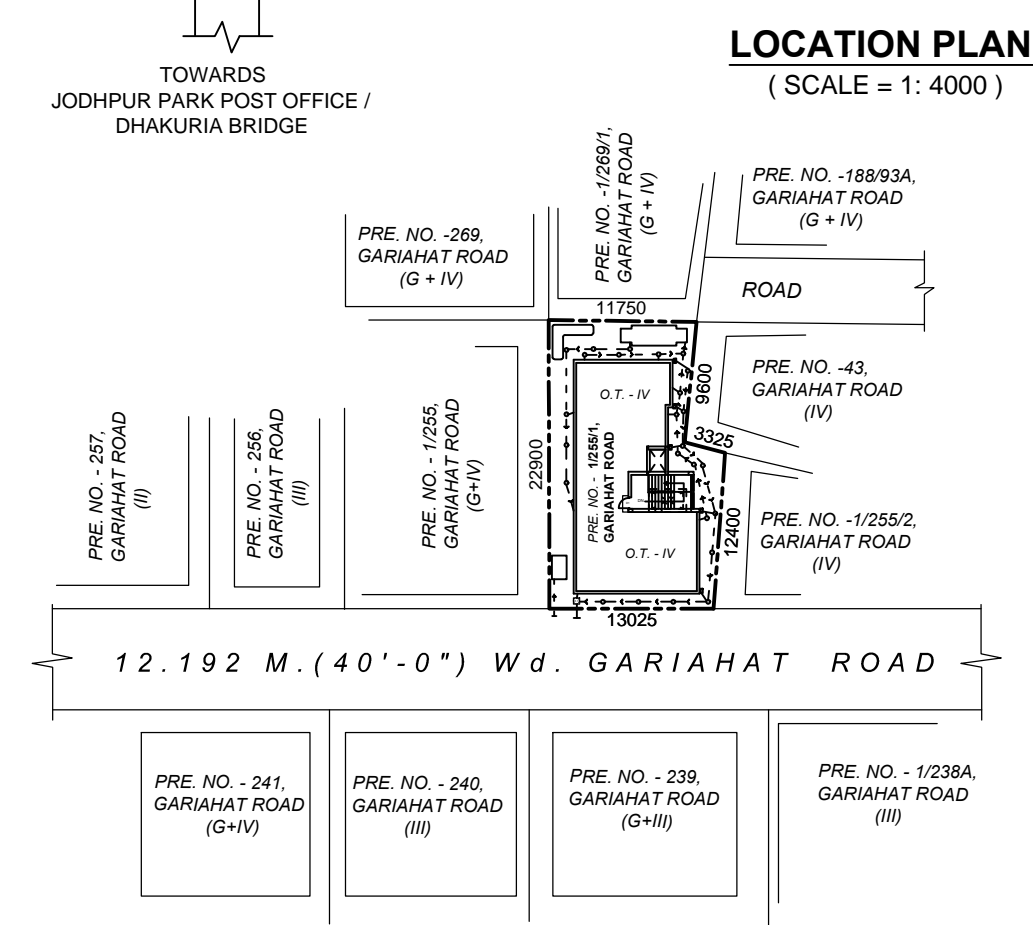 LOCATION PLAN
( SCALE = 1: 4000 )
TOWARDS
JODHPUR PARK POST OFFICE /
DHAKURIA BRIDGE
PRE. NO. -269,
GARIAHAT ROAD
(G + IV)
PRE. NO. -1/269/1,
GARIAHAT ROAD
(G + IV)
PRE. NO. -188/93A,
GARIAHAT ROAD
(G + IV)
ROAD
11750
PRE. NO. - 257,
GARIAHAT ROAD
(II)
PRE. NO. - 256,
GARIAHAT ROAD
(III)
PRE. NO. - 1/255,
GARIAHAT ROAD
(G+IV)
22900
O.T. - IV
PRE. NO. - 1/255/1,
GARIAHAT ROAD
O.T. - IV
9600
3325
12400
13025
PRE. NO. -43,
GARIAHAT ROAD
(IV)
PRE. NO. -1/255/2,
GARIAHAT ROAD
(IV)
12.192 M.(40'-0") Wd. GARIAHAT ROAD
PRE. NO. - 241,
GARIAHAT ROAD
(G+IV)
PRE. NO. - 240,
GARIAHAT ROAD
(III)
PRE. NO. - 239,
GARIAHAT ROAD
(G+III)
PRE. NO. - 1/238A,
GARIAHAT ROAD
(III)